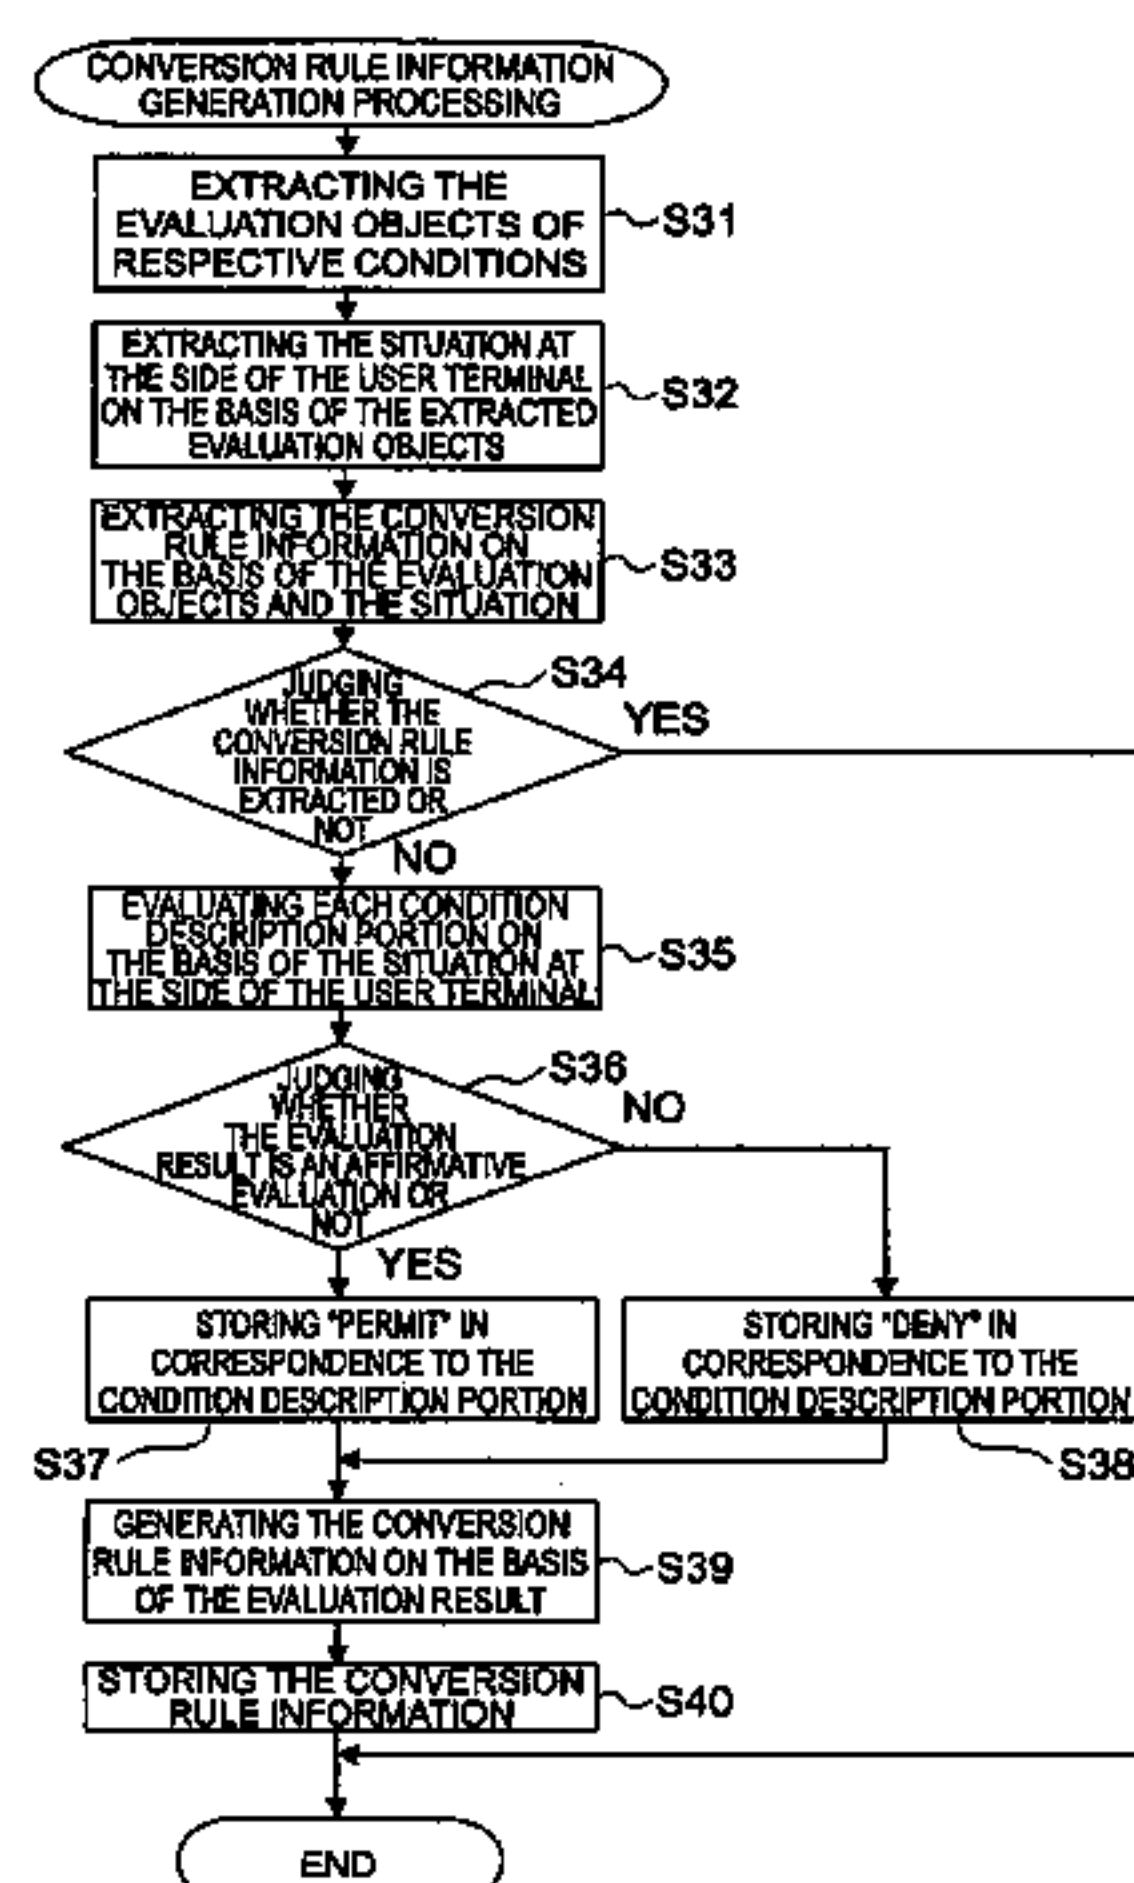 CONVERSION RULE INFORMATION
GENERATION PROCESSING
EXTRACTING THE
EVALUATION OBJECTS OF
RESPECTIVE CONDITIONS
S31
EXTRACTING THE SITUATION AT
THE SIDE OF THE USER TERMINAL
ON THE BASIS OF THE EXTRACTED
EVALUATION OBJECTS
S32
EXTRACTING THE CONVERSION
RULE INFORMATION ON
THE BASIS OF THE EVALUATION
OBJECTS AND THE SITUATION
S33
JUDGING
WHETHER THE
CONVERSION RULE
INFORMATION IS
EXTRACTED OR
NOT
S34
YES
NO
EVALUATING EACH CONDITION
DESCRIPTION PORTION ON
THE BASIS OF THE SITUATION AT
THE SIDE OF THE USER TERMINAL
S35
JUDGING
WHETHER
THE EVALUATION
RESULT IS AN AFFIRMATIVE
EVALUATION OR
NOT
S36
NO
YES
STORING "PERMIT" IN
CORRESPONDENCE TO THE
CONDITION DESCRIPTION PORTION
S37
STORING "DENY" IN
CORRESPONDENCE TO THE
CONDITION DESCRIPTION PORTION
S38
GENERATING THE CONVERSION
RULE INFORMATION ON THE BASIS
OF THE EVALUATION RESULT
S39
STORING THE CONVERSION
RULE INFORMATION
S40
END